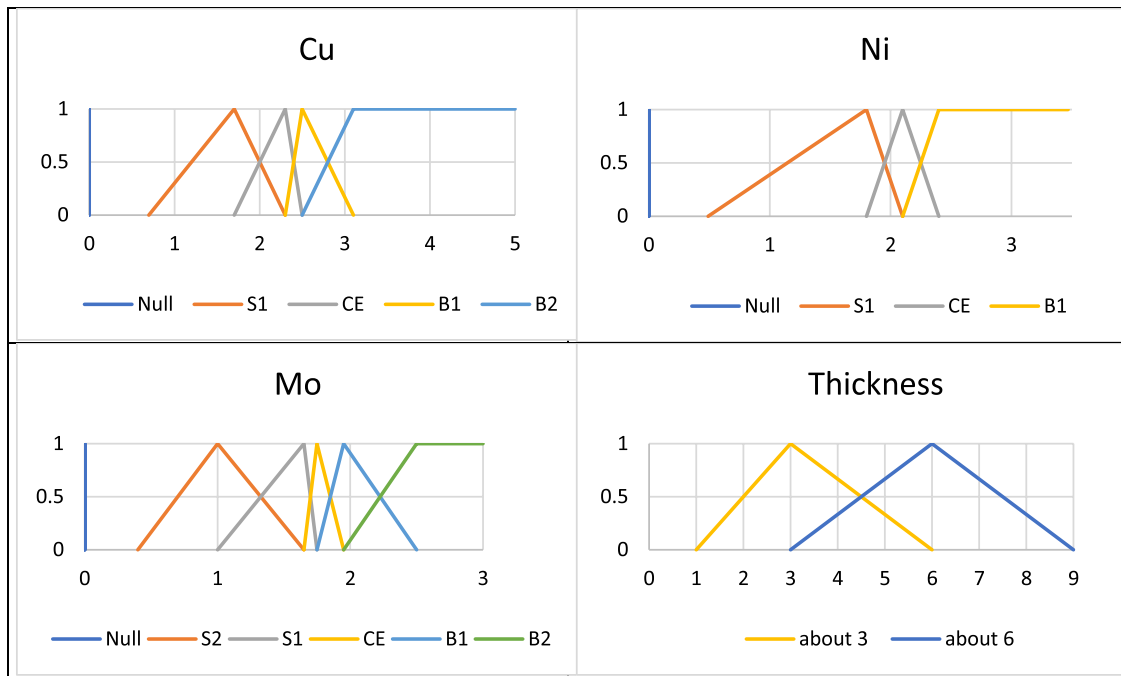 Cu
1
0.5
0
0 1 2 3 4 5
Null S1 CE B1 B2
Ni
1
0.5
0
0 1 2 3
Null S1 CE B1
Mo
1
0.5
0
0 1 2 3
Null S2 S1 CE B1 B2
Thickness
1
0.5
0
0 1 2 3 4 5 6 7 8 9
about 3 about 6